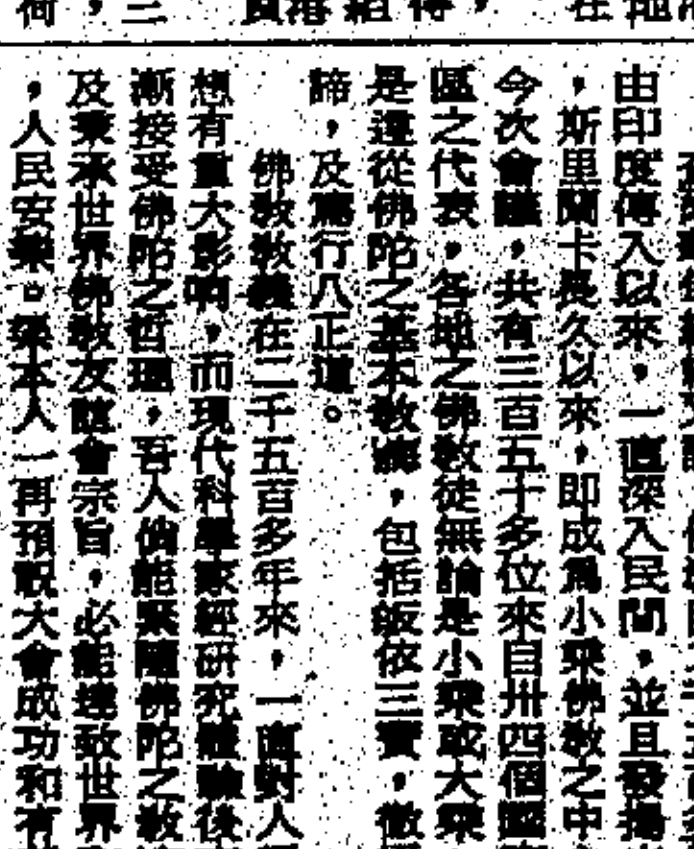 由印度傳入以來，一直深入民間，並且發揚
，斯里蘭卡長久以來，即成爲小乘佛教之中
今次會議，共有三百五十多位來自卅四個國
區之代表，各地之佛教徒無論是小乘或大乘
是遵從佛陀之基本教，包括皈依三寶，徹
諦，及篤行八正道。
佛教教義在二千五百多年來，一直對人
想有重大影响，而現代科學家經研究體驗後
漸接受佛陀之哲理，吾人倘能緊隨佛陀之教
及秉承世界佛教友誼會宗旨，必能達致世界
，人民安樂。本人一再預祝大會成功和有